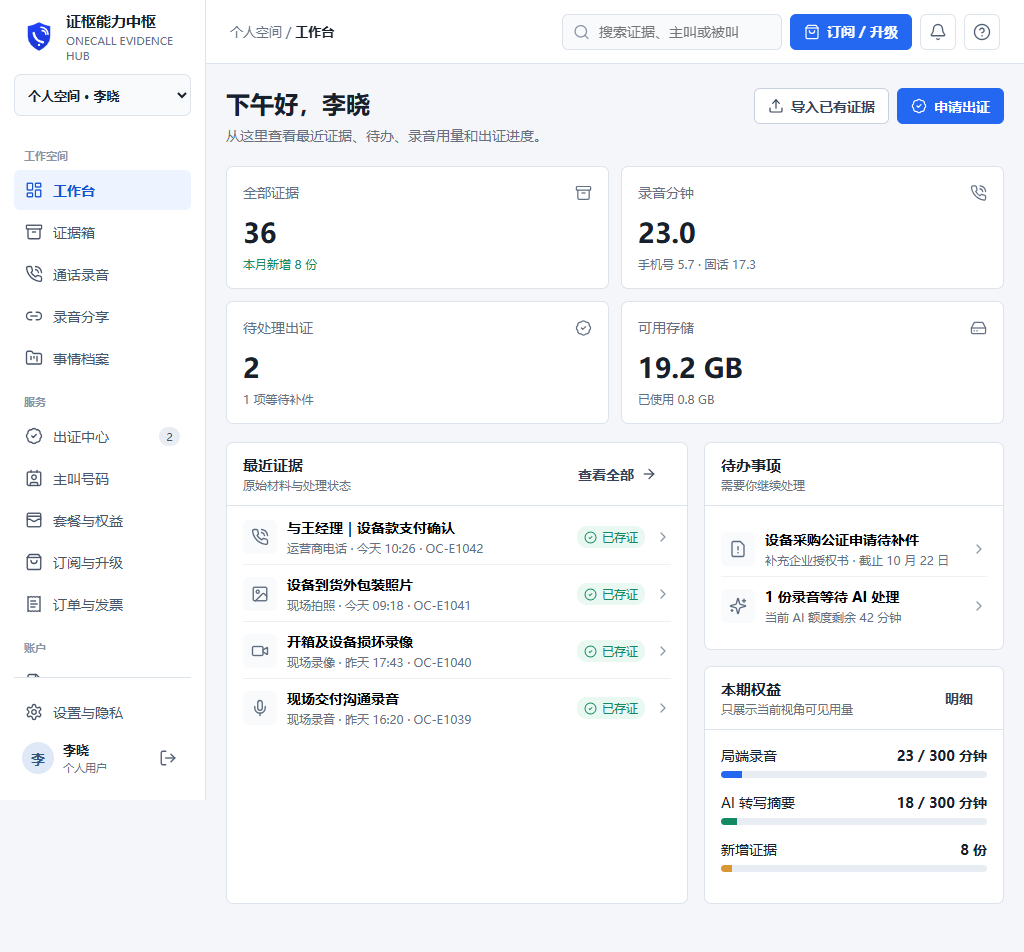 证枢能力中枢
ONECALL EVIDENCE
HUB
个人空间 • 李晓
工作空间
工作台
证据箱
通话录音
录音分享
事情档案
服务
出证中心
2
主叫号码
套餐与权益
订阅与升级
订单与发票
账户
设置与隐私
李
李晓
个人用户
个人空间 / 工作台
搜索证据、主叫或被叫
订阅 / 升级
下午好，李晓
从这里查看最近证据、待办、录音用量和出证进度。
导入已有证据
申请出证
全部证据
36
本月新增 8 份
录音分钟
23.0
手机号 5.7 · 固话 17.3
待处理出证
2
1 项等待补件
可用存储
19.2 GB
已使用 0.8 GB
最近证据
原始材料与处理状态
查看全部
与王经理｜设备款支付确认
运营商电话 · 今天 10:26 · OC-E1042
已存证
设备到货外包装照片
现场拍照 · 今天 09:18 · OC-E1041
已存证
开箱及设备损坏录像
现场录像 · 昨天 17:43 · OC-E1040
已存证
现场交付沟通录音
现场录音 · 昨天 16:20 · OC-E1039
已存证
待办事项
需要你继续处理
设备采购公证申请待补件
补充企业授权书 · 截止 10 月 22 日
1 份录音等待 AI 处理
当前 AI 额度剩余 42 分钟
本期权益
只展示当前视角可见用量
明细
局端录音
23 / 300 分钟
AI 转写摘要
18 / 300 分钟
新增证据
8 份